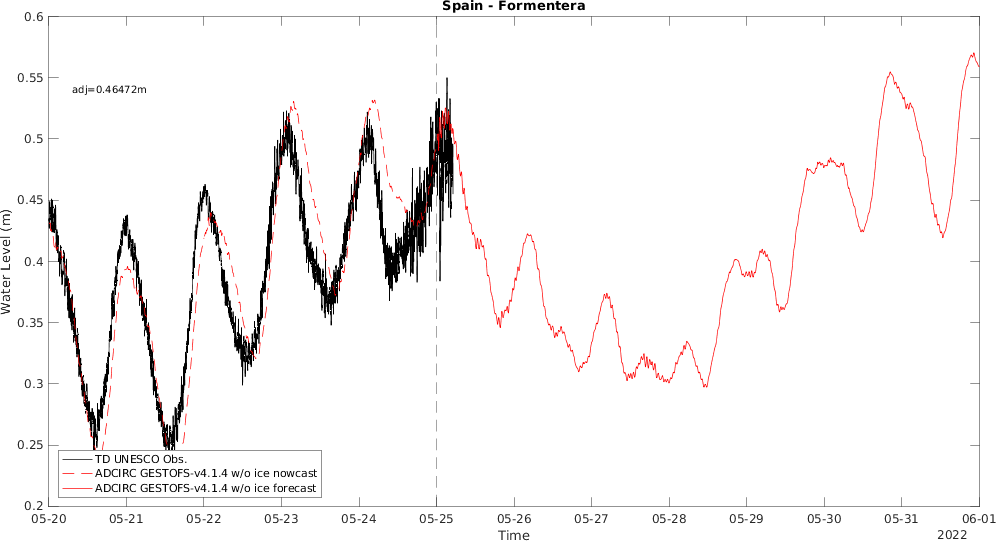 Spain - Formentera
0.6
0.55
0.5
0.45
0.4
0.35
0.3
0.25
0.2
Water Level (m)
adj=0.46472m
TD UNESCO Obs.
ADCIRC GESTOFS-v4.1.4 w/o ice nowcast
ADCIRC GESTOFS-v4.1.4 w/o ice forecast
05-20 05-21 05-22 05-23 05-24 05-25 05-26 05-27 05-28 05-29 05-30 05-31 06-01
Time
2022